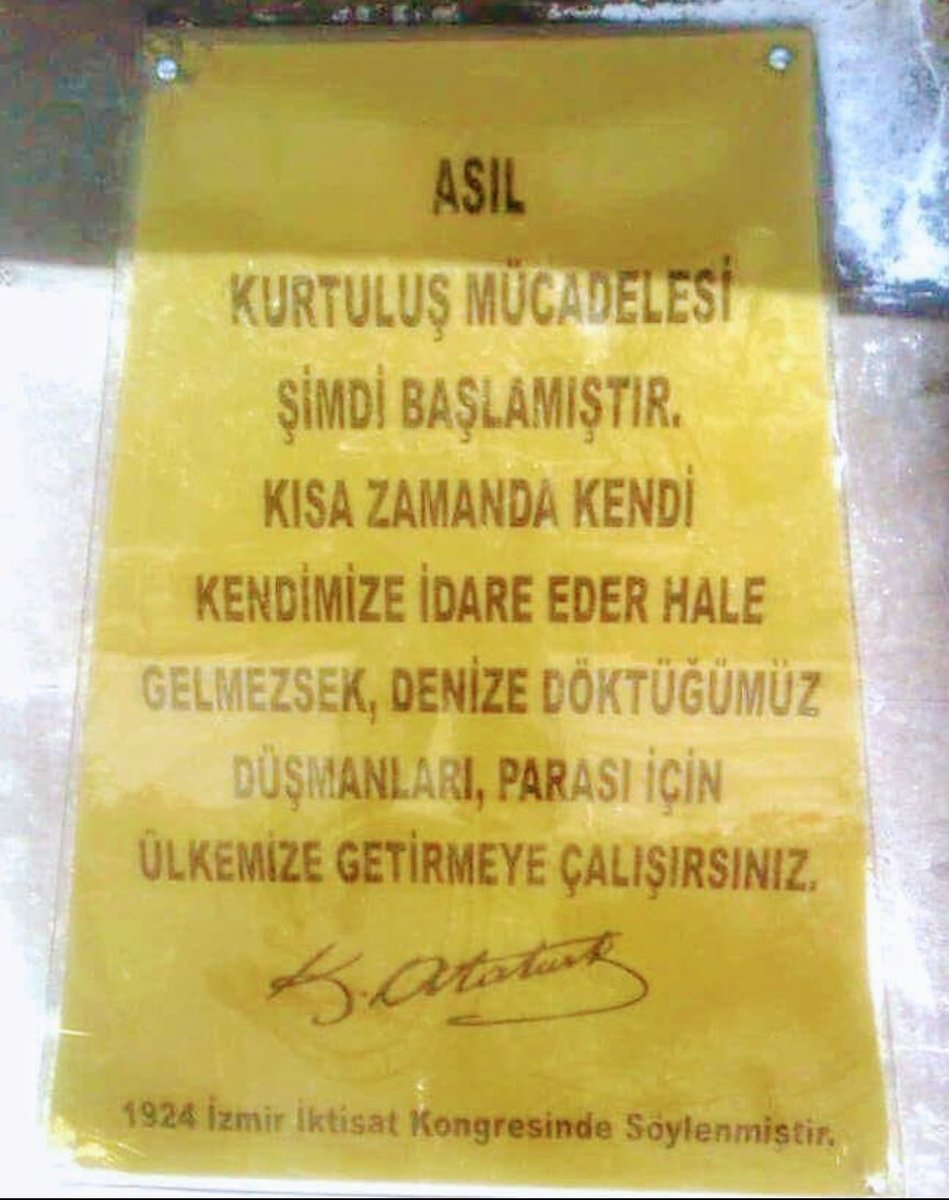 ASIL
KURTULUŞ MÜCADELESİ
ŞİMDİ BAŞLAMIŞTIR.
KISA ZAMANDA KENDİ
KENDİMİZE İDARE EDER HALE
GELMEZSEK, DENİZE DÖKTÜĞÜMÜZ
DÜŞMANLARI, PARASI İÇİN
ÜLKEMİZE GETİRMEYE ÇALIŞIRSINIZ.
K. Atatürk
1924 İzmir İktisat Kongresinde Söylenmiştir.